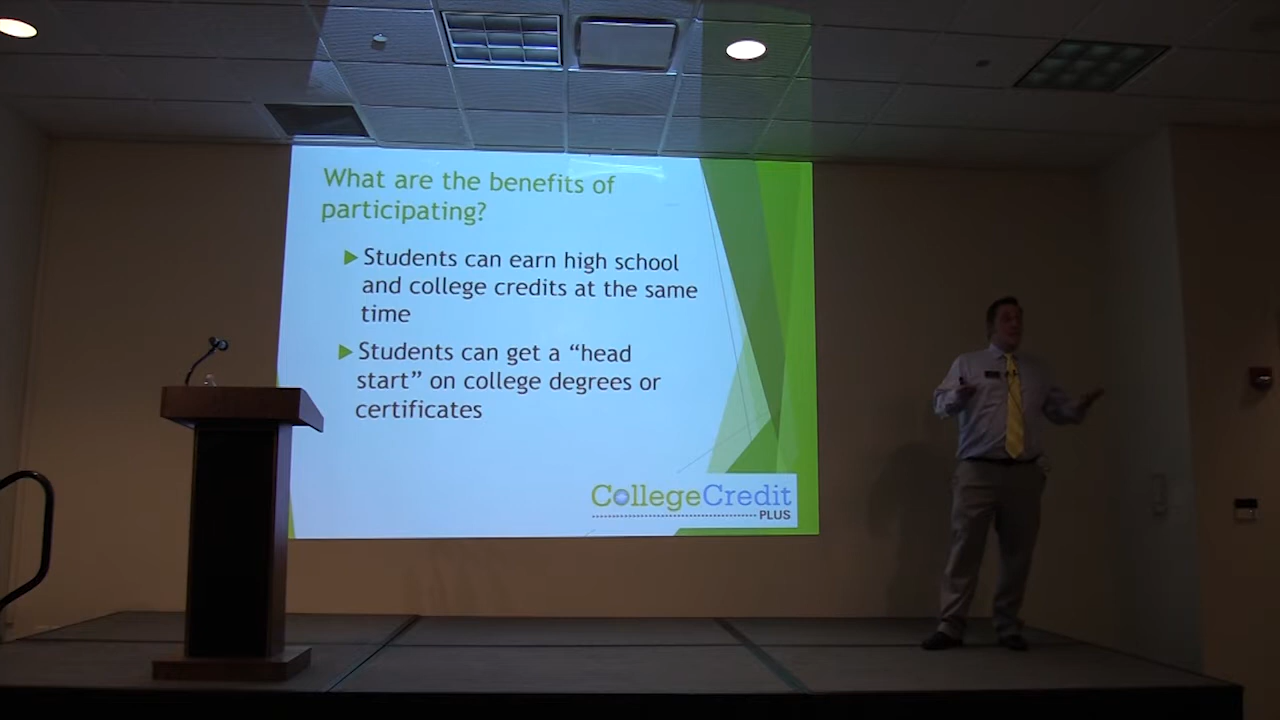 What are the benefits of
participating?
Students can earn high school
and college credits at the same
time
Students can get a “head
start” on college degrees or
certificates
CollegeCredit
PLUS